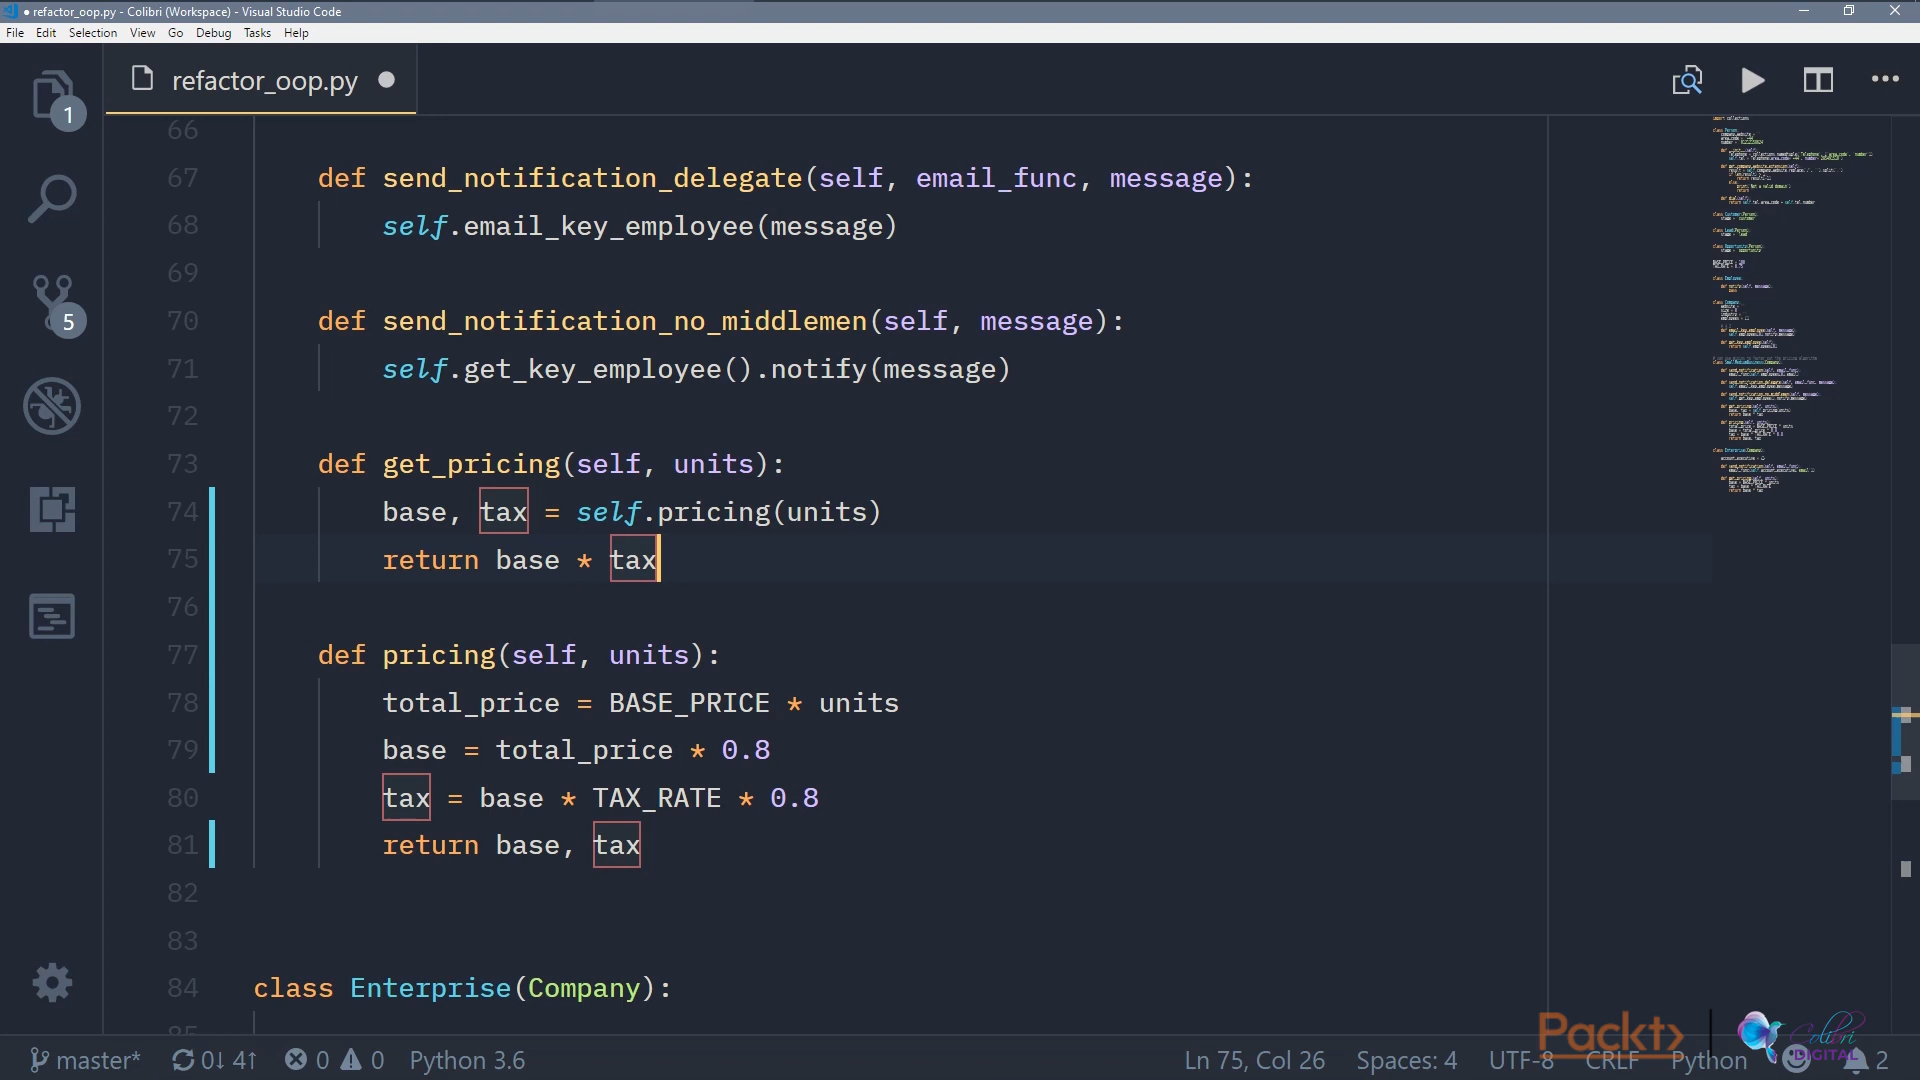 refactor_oop.py - Colibri (Workspace) - Visual Studio Code
File Edit Selection View Go Debug Tasks Help
1
refactor_oop.py
66
67 def send_notification_delegate(self, email_func, message):
68 self.email_key_employee(message)
69
70 def send_notification_no_middlemen(self, message):
71 self.get_key_employee().notify(message)
72
73 def get_pricing(self, units):
74 base, tax = self.pricing(units)
75 return base * tax
76
77 def pricing(self, units):
78 total_price = BASE_PRICE * units
79 base = total_price * 0.8
80 tax = base * TAX_RATE * 0.8
81 return base, tax
82
83
84 class Enterprise(Company):
85
5
Packt>
Colibri
DIGITAL
master* 0↓ 4↑ 0 0 Python 3.6 Ln 75, Col 26 Spaces: 4 UTF-8 CRLF Python 2